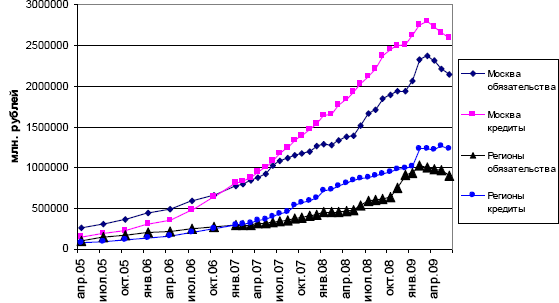 3000000
2500000
2000000
1500000
1000000
500000
0
млн. рублей
апр.05
июл.05
окт.05
янв.06
апр.06
июл.06
окт.06
янв.07
апр.07
июл.07
окт.07
янв.08
апр.08
июл.08
окт.08
янв.09
апр.09
Москва
обязательства
Москва
кредиты
Регионы
обязательства
Регионы
кредиты